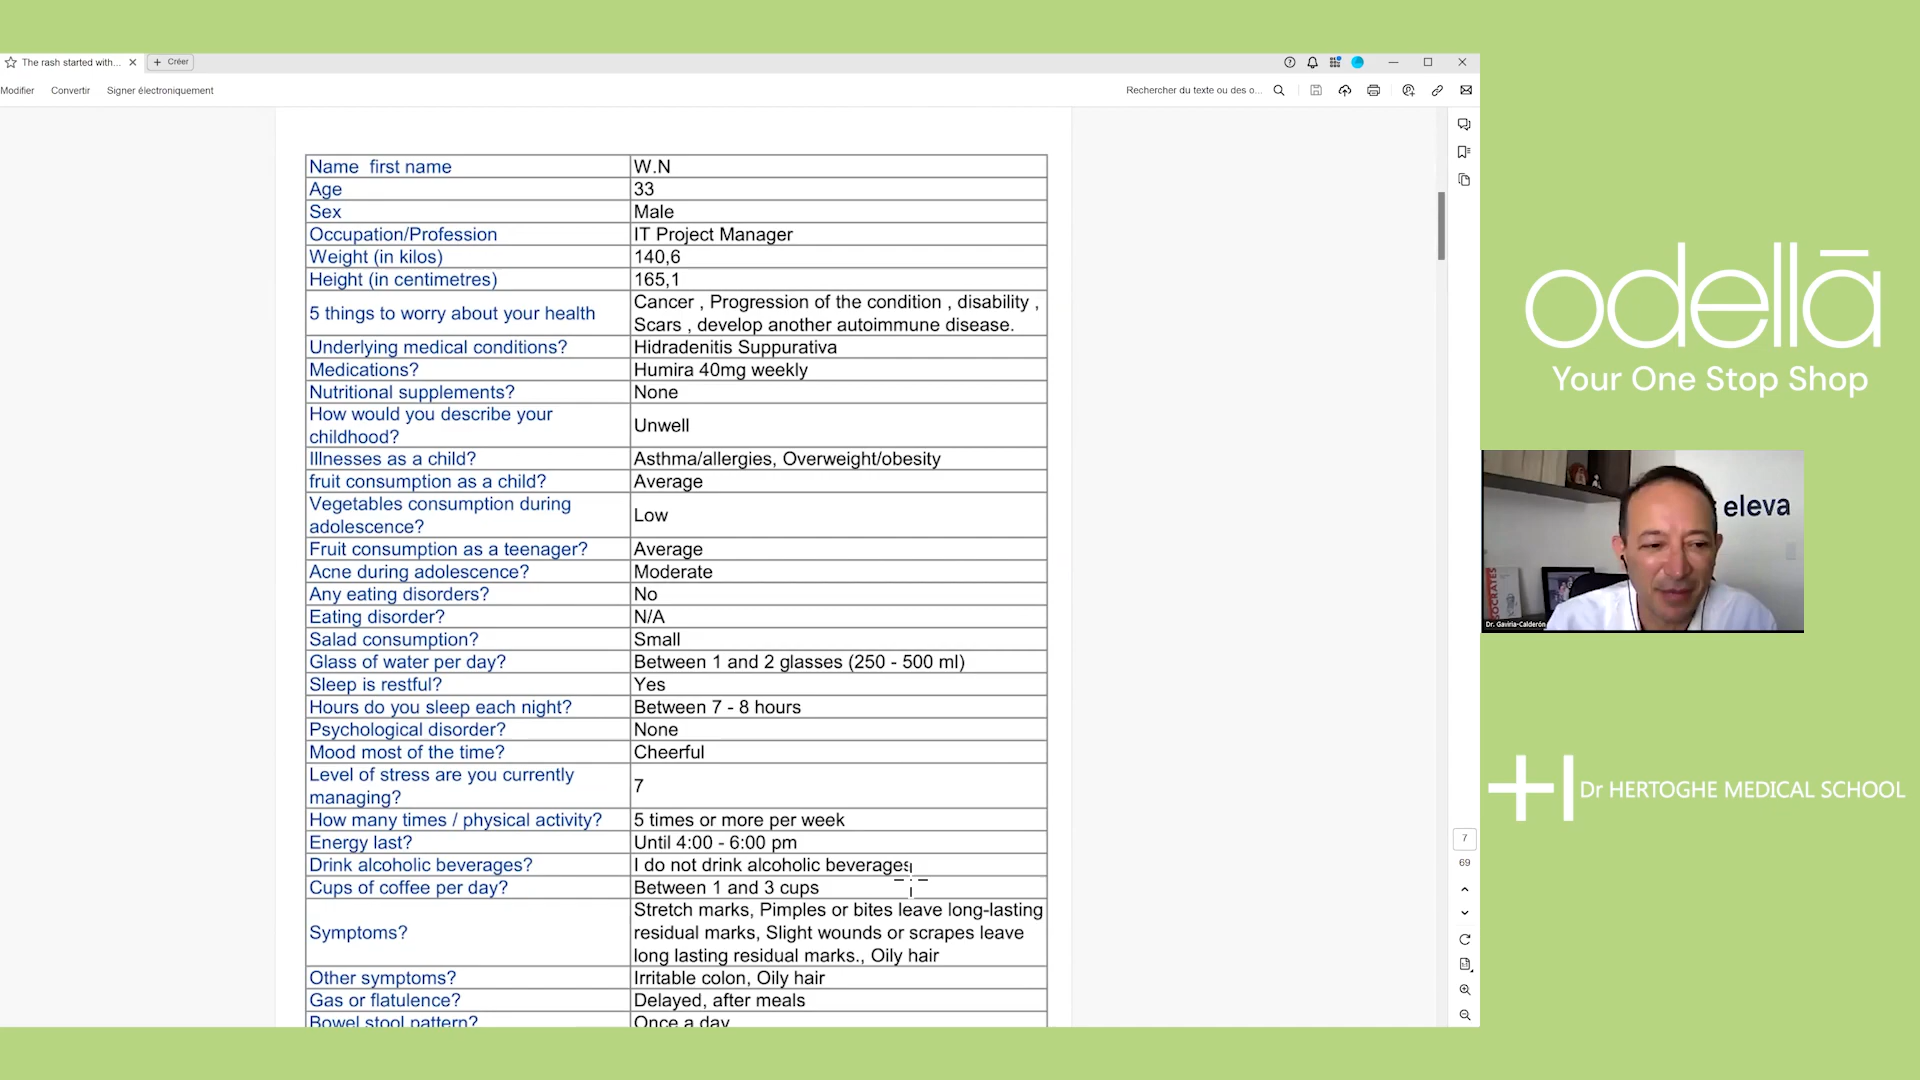 The rash started with...
Créer
Modifier
Convertir
Signer électroniquement
Rechercher du texte ou des o...
Name first name W.N
Age 33
Sex Male
Occupation/Profession IT Project Manager
Weight (in kilos) 140,6
Height (in centimetres) 165,1
5 things to worry about your health
Cancer , Progression of the condition , disability ,
Scars , develop another autoimmune disease.
Underlying medical conditions? Hidradenitis Suppurativa
Medications? Humira 40mg weekly
Nutritional supplements? None
How would you describe your
childhood?
Unwell
Illnesses as a child? Asthma/allergies, Overweight/obesity
fruit consumption as a child? Average
Vegetables consumption during
adolescence?
Low
Fruit consumption as a teenager? Average
Acne during adolescence? Moderate
Any eating disorders? No
Eating disorder? N/A
Salad consumption? Small
Glass of water per day? Between 1 and 2 glasses (250 - 500 ml)
Sleep is restful? Yes
Hours do you sleep each night? Between 7 - 8 hours
Psychological disorder? None
Mood most of the time? Cheerful
Level of stress are you currently
managing?
7
How many times / physical activity? 5 times or more per week
Energy last? Until 4:00 - 6:00 pm
Drink alcoholic beverages? I do not drink alcoholic beverages
Cups of coffee per day? Between 1 and 3 cups
Symptoms?
Stretch marks, Pimples or bites leave long-lasting
residual marks, Slight wounds or scrapes leave
long lasting residual marks., Oily hair
Other symptoms? Irritable colon, Oily hair
Gas or flatulence? Delayed, after meals
Bowel stool pattern? Once a day
7
69
odellā
Your One Stop Shop
eleva
Dr. Gaviria-Calderón
Dr HERTOGHE MEDICAL SCHOOL